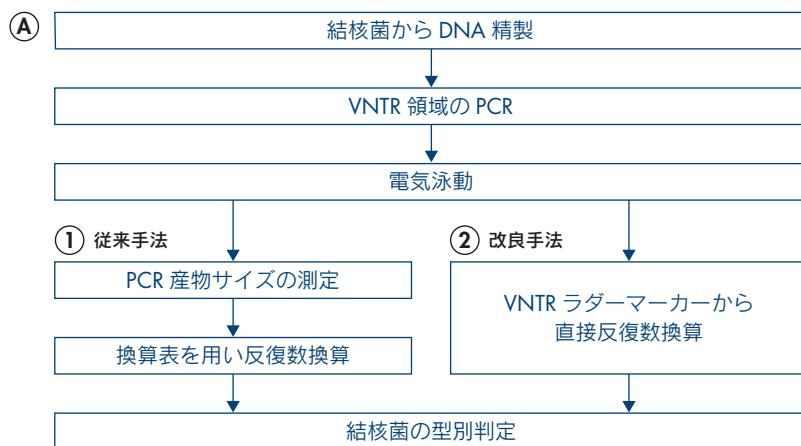 A
結核菌から DNA 精製
VNTR 領域の PCR
電気泳動
1 従来手法
PCR 産物サイズの測定
換算表を用い反復数換算
2 改良手法
VNTR ラダーマーカーから
直接反復数換算
結核菌の型別判定